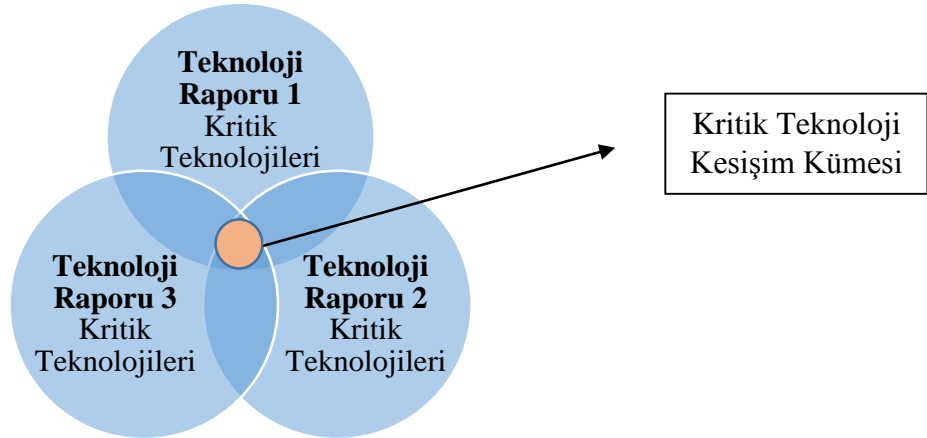 Teknoloji
Raporu 1
Kritik
Teknolojileri
Kritik Teknoloji
Kesişim Kümesi
Teknoloji
Raporu 3
Kritik
Teknolojileri
Teknoloji
Raporu 2
Kritik
Teknolojileri